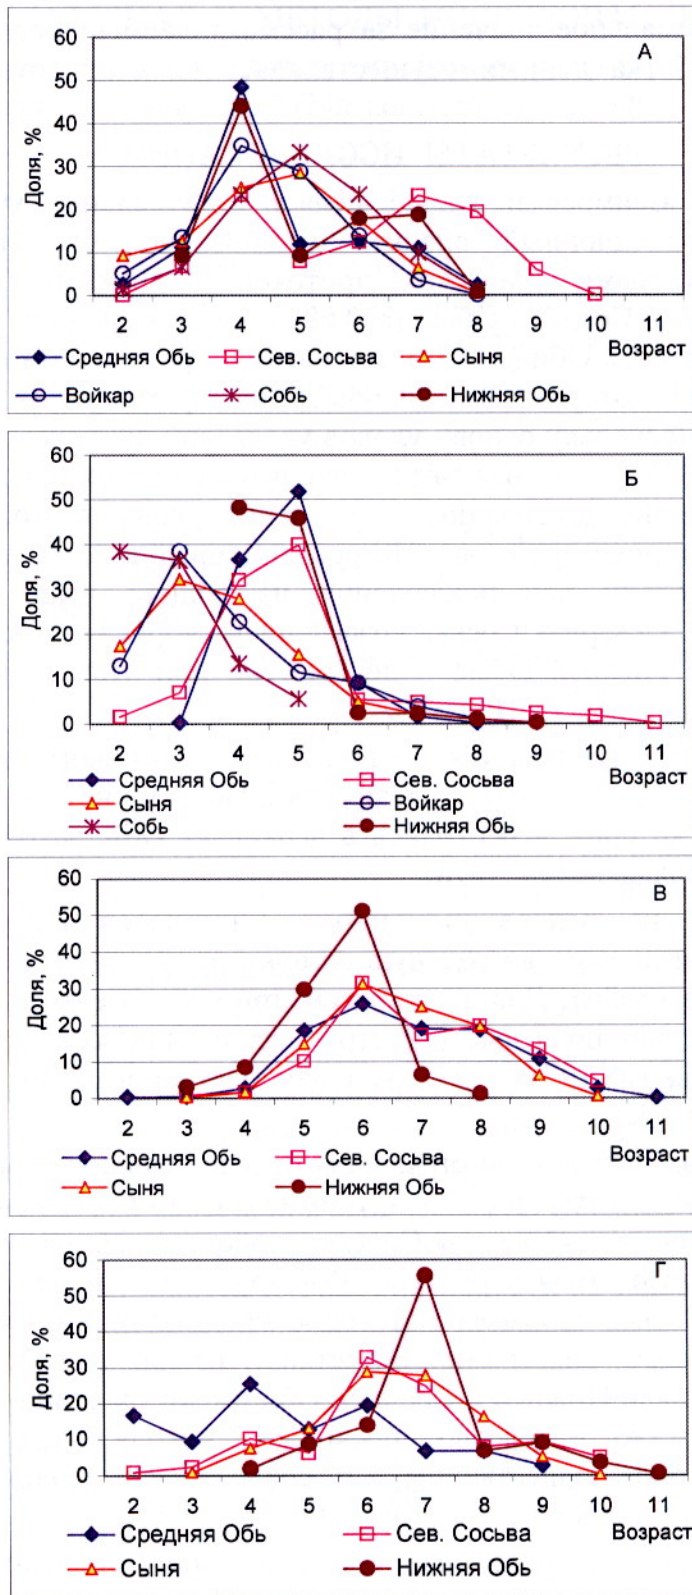 А
Доля, %
60
50
40
30
20
10
0
2 3 4 5 6 7 8 9 10 11
Возраст
Средняя Обь Сев. Сосьва Сыня
Войкар Собь Нижняя Обь
Б
Доля, %
60
50
40
30
20
10
0
2 3 4 5 6 7 8 9 10 11
Возраст
Средняя Обь Сев. Сосьва
Сыня Войкар
Собь Нижняя Обь
В
Доля, %
60
50
40
30
20
10
0
2 3 4 5 6 7 8 9 10 11
Возраст
Средняя Обь Сев. Сосьва
Сыня Нижняя Обь
Г
Доля, %
60
50
40
30
20
10
0
2 3 4 5 6 7 8 9 10 11
Возраст
Средняя Обь Сев. Сосьва
Сыня Нижняя Обь